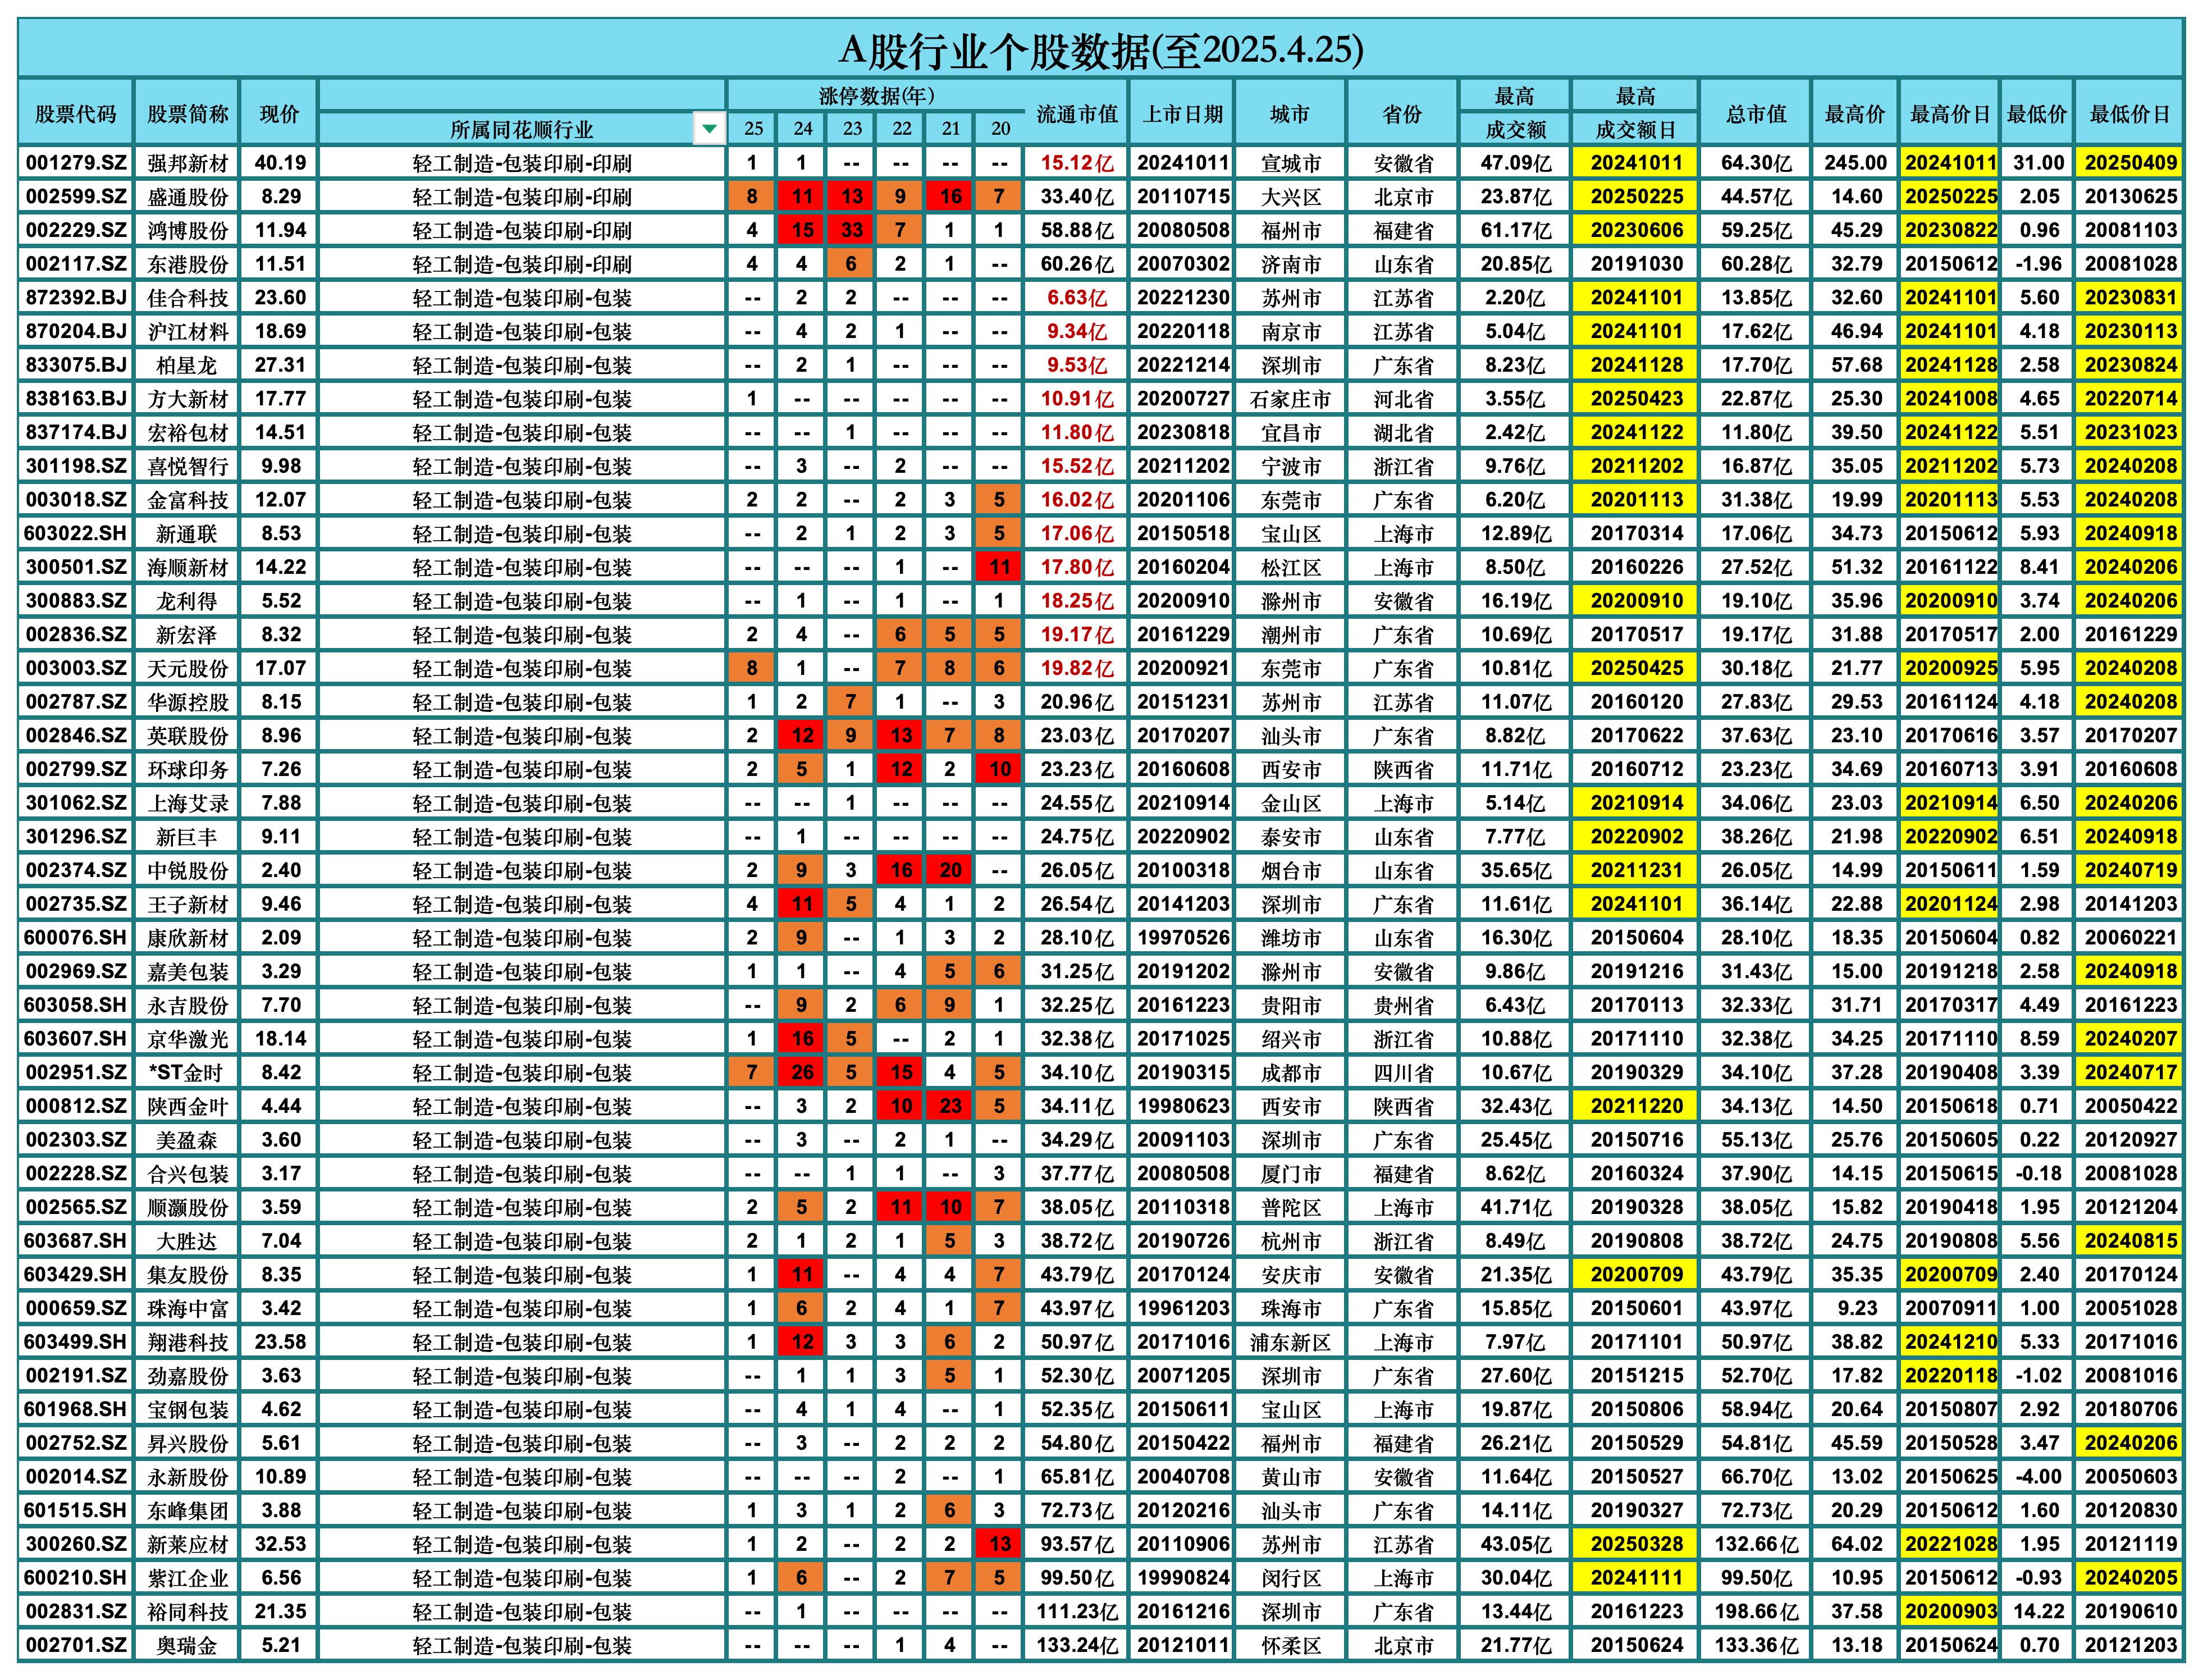 A股行业个股数据(至2025.4.25)
股票代码 股票简称 现价 所属同花顺行业 涨停数据(年) 25 24 23 22 21 20 流通市值 上市日期 城市 省份 最高成交额 最高成交额日 总市值 最高价 最高价日 最低价 最低价日
001279.SZ 强邦新材 40.19 轻工制造-包装印刷-印刷 1 1 -- -- -- -- 15.12亿 20241011 宣城市 安徽省 47.09亿 20241011 64.30亿 245.00 20241011 31.00 20250409
002599.SZ 盛通股份 8.29 轻工制造-包装印刷-印刷 8 11 13 9 16 7 33.40亿 20110715 大兴区 北京市 23.87亿 20250225 44.57亿 14.60 20250225 2.05 20130625
002229.SZ 鸿博股份 11.94 轻工制造-包装印刷-印刷 4 15 33 7 1 1 58.88亿 20080508 福州市 福建省 61.17亿 20230606 59.25亿 45.29 20230822 0.96 20081103
002117.SZ 东港股份 11.51 轻工制造-包装印刷-印刷 4 4 6 2 1 -- 60.26亿 20070302 济南市 山东省 20.85亿 20191030 60.28亿 32.79 20150612 -1.96 20081028
872392.BJ 佳合科技 23.60 轻工制造-包装印刷-包装 -- 2 2 -- -- -- 6.63亿 20221230 苏州市 江苏省 2.20亿 20241101 13.85亿 32.60 20241101 5.60 20230831
870204.BJ 沪江材料 18.69 轻工制造-包装印刷-包装 -- 4 2 1 -- -- 9.34亿 20220118 南京市 江苏省 5.04亿 20241101 17.62亿 46.94 20241101 4.18 20230113
833075.BJ 柏星龙 27.31 轻工制造-包装印刷-包装 -- 2 1 -- -- -- 9.53亿 20221214 深圳市 广东省 8.23亿 20241128 17.70亿 57.68 20241128 2.58 20230824
838163.BJ 方大新材 17.77 轻工制造-包装印刷-包装 1 -- -- -- -- -- 10.91亿 20200727 石家庄市 河北省 3.55亿 20250423 22.87亿 25.30 20241008 4.65 20220714
837174.BJ 宏裕包材 14.51 轻工制造-包装印刷-包装 -- -- 1 -- -- -- 11.80亿 20230818 宜昌市 湖北省 2.42亿 20241122 11.80亿 39.50 20241122 5.51 20231023
301198.SZ 喜悦智行 9.98 轻工制造-包装印刷-包装 -- 3 -- 2 -- -- 15.52亿 20211202 宁波市 浙江省 9.76亿 20211202 16.87亿 35.05 20211202 5.73 20240208
003018.SZ 金富科技 12.07 轻工制造-包装印刷-包装 2 2 -- 2 3 5 16.02亿 20201106 东莞市 广东省 6.20亿 20201113 31.38亿 19.99 20201113 5.53 20240208
603022.SH 新通联 8.53 轻工制造-包装印刷-包装 -- 2 1 2 3 5 17.06亿 20150518 宝山区 上海市 12.89亿 20170314 17.06亿 34.73 20150612 5.93 20240918
300501.SZ 海顺新材 14.22 轻工制造-包装印刷-包装 -- -- -- 1 -- 11 17.80亿 20160204 松江区 上海市 8.50亿 20160226 27.52亿 51.32 20161122 8.41 20240206
300883.SZ 龙利得 5.52 轻工制造-包装印刷-包装 -- 1 -- 1 -- 1 18.25亿 20200910 滁州市 安徽省 16.19亿 20200910 19.10亿 35.96 20200910 3.74 20240206
002836.SZ 新宏泽 8.32 轻工制造-包装印刷-包装 2 4 -- 6 5 5 19.17亿 20161229 潮州市 广东省 10.69亿 20170517 19.17亿 31.88 20170517 2.00 20161229
003003.SZ 天元股份 17.07 轻工制造-包装印刷-包装 8 1 -- 7 8 6 19.82亿 20200921 东莞市 广东省 10.81亿 20250425 30.18亿 21.77 20200925 5.95 20240208
002787.SZ 华源控股 8.15 轻工制造-包装印刷-包装 1 2 7 1 -- 3 20.96亿 20151231 苏州市 江苏省 11.07亿 20160120 27.83亿 29.53 20161124 4.18 20240208
002846.SZ 英联股份 8.96 轻工制造-包装印刷-包装 2 12 9 13 7 8 23.03亿 20170207 汕头市 广东省 8.82亿 20170622 37.63亿 23.10 20170616 3.57 20170207
002799.SZ 环球印务 7.26 轻工制造-包装印刷-包装 2 5 1 12 2 10 23.23亿 20160608 西安市 陕西省 11.71亿 20160712 23.23亿 34.69 20160713 3.91 20160608
301062.SZ 上海艾录 7.88 轻工制造-包装印刷-包装 -- -- 1 -- -- -- 24.55亿 20210914 金山区 上海市 5.14亿 20210914 34.06亿 23.03 20210914 6.50 20240206
301296.SZ 新巨丰 9.11 轻工制造-包装印刷-包装 -- 1 -- -- -- -- 24.75亿 20220902 泰安市 山东省 7.77亿 20220902 38.26亿 21.98 20220902 6.51 20240918
002374.SZ 中锐股份 2.40 轻工制造-包装印刷-包装 2 9 3 16 20 -- 26.05亿 20100318 烟台市 山东省 35.65亿 20211231 26.05亿 14.99 20150611 1.59 20240719
002735.SZ 王子新材 9.46 轻工制造-包装印刷-包装 4 11 5 4 1 2 26.54亿 20141203 深圳市 广东省 11.61亿 20241101 36.14亿 22.88 20201124 2.98 20141203
600076.SH 康欣新材 2.09 轻工制造-包装印刷-包装 2 9 -- 1 3 2 28.10亿 19970526 潍坊市 山东省 16.30亿 20150604 28.10亿 18.35 20150604 0.82 20060221
002969.SZ 嘉美包装 3.29 轻工制造-包装印刷-包装 1 1 -- 4 5 6 31.25亿 20191202 滁州市 安徽省 9.86亿 20191216 31.43亿 15.00 20191218 2.58 20240918
603058.SH 永吉股份 7.70 轻工制造-包装印刷-包装 -- 9 2 6 9 1 32.25亿 20161223 贵阳市 贵州省 6.43亿 20170113 32.33亿 31.71 20170317 4.49 20161223
603607.SH 京华激光 18.14 轻工制造-包装印刷-包装 1 16 5 -- 2 1 32.38亿 20171025 绍兴市 浙江省 10.88亿 20171110 32.38亿 34.25 20171110 8.59 20240207
002951.SZ *ST金时 8.42 轻工制造-包装印刷-包装 7 26 5 15 4 5 34.10亿 20190315 成都市 四川省 10.67亿 20190329 34.10亿 37.28 20190408 3.39 20240717
000812.SZ 陕西金叶 4.44 轻工制造-包装印刷-包装 -- 3 2 10 23 5 34.11亿 19980623 西安市 陕西省 32.43亿 20211220 34.13亿 14.50 20150618 0.71 20050422
002303.SZ 美盈森 3.60 轻工制造-包装印刷-包装 -- 3 -- 2 1 -- 34.29亿 20091103 深圳市 广东省 25.45亿 20150716 55.13亿 25.76 20150605 0.22 20120927
002228.SZ 合兴包装 3.17 轻工制造-包装印刷-包装 -- -- 1 1 -- 3 37.77亿 20080508 厦门市 福建省 8.62亿 20160324 37.90亿 14.15 20150615 -0.18 20081028
002565.SZ 顺灏股份 3.59 轻工制造-包装印刷-包装 2 5 2 11 10 7 38.05亿 20110318 普陀区 上海市 41.71亿 20190328 38.05亿 15.82 20190418 1.95 20121204
603687.SH 大胜达 7.04 轻工制造-包装印刷-包装 2 1 2 1 5 3 38.72亿 20190726 杭州市 浙江省 8.49亿 20190808 38.72亿 24.75 20190808 5.56 20240815
603429.SH 集友股份 8.35 轻工制造-包装印刷-包装 1 11 -- 4 4 7 43.79亿 20170124 安庆市 安徽省 21.35亿 20200709 43.79亿 35.35 20200709 2.40 20170124
000659.SZ 珠海中富 3.42 轻工制造-包装印刷-包装 1 6 2 4 1 7 43.97亿 19961203 珠海市 广东省 15.85亿 20150601 43.97亿 9.23 20070911 1.00 20051028
603499.SH 翔港科技 23.58 轻工制造-包装印刷-包装 1 12 3 3 6 2 50.97亿 20171016 浦东新区 上海市 7.97亿 20171101 50.97亿 38.82 20241210 5.33 20171016
002191.SZ 劲嘉股份 3.63 轻工制造-包装印刷-包装 -- 1 1 3 5 1 52.30亿 20071205 深圳市 广东省 27.60亿 20151215 52.70亿 17.82 20220118 -1.02 20081016
601968.SH 宝钢包装 4.62 轻工制造-包装印刷-包装 -- 4 1 4 -- 1 52.35亿 20150611 宝山区 上海市 19.87亿 20150806 58.94亿 20.64 20150807 2.92 20180706
002752.SZ 昇兴股份 5.61 轻工制造-包装印刷-包装 -- 3 -- 2 2 2 54.80亿 20150422 福州市 福建省 26.21亿 20150529 54.81亿 45.59 20150528 3.47 20240206
002014.SZ 永新股份 10.89 轻工制造-包装印刷-包装 -- -- -- 2 -- 1 65.81亿 20040708 黄山市 安徽省 11.64亿 20150527 66.70亿 13.02 20150625 -4.00 20050603
601515.SH 东峰集团 3.88 轻工制造-包装印刷-包装 1 3 1 2 6 3 72.73亿 20120216 汕头市 广东省 14.11亿 20190327 72.73亿 20.29 20150612 1.60 20120830
300260.SZ 新莱应材 32.53 轻工制造-包装印刷-包装 1 2 -- 2 2 13 93.57亿 20110906 苏州市 江苏省 43.05亿 20250328 132.66亿 64.02 20221028 1.95 20121119
600210.SH 紫江企业 6.56 轻工制造-包装印刷-包装 1 6 -- 2 7 5 99.50亿 19990824 闵行区 上海市 30.04亿 20241111 99.50亿 10.95 20150612 -0.93 20240205
002831.SZ 裕同科技 21.35 轻工制造-包装印刷-包装 -- 1 -- -- -- -- 111.23亿 20161216 深圳市 广东省 13.44亿 20161223 198.66亿 37.58 20200903 14.22 20190610
002701.SZ 奥瑞金 5.21 轻工制造-包装印刷-包装 -- -- -- 1 4 -- 133.24亿 20121011 怀柔区 北京市 21.77亿 20150624 133.36亿 13.18 20150624 0.70 20121203